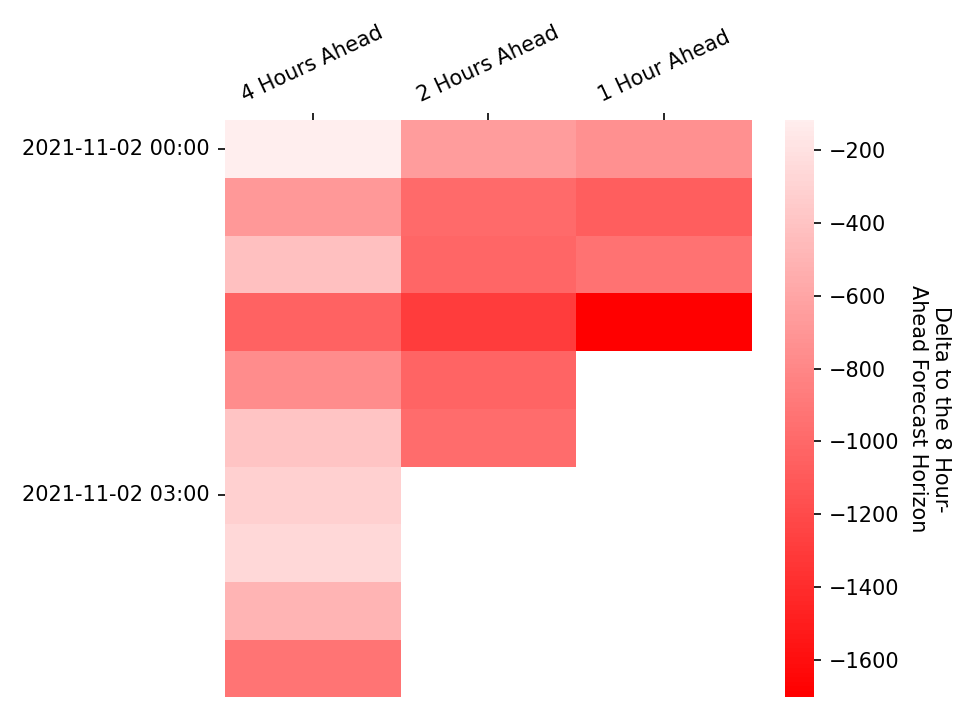 4 Hours Ahead
2 Hours Ahead
1 Hour Ahead
2021-11-02 00:00
2021-11-02 03:00
−200
−400
−600
−800
−1000
−1200
−1400
−1600
Delta to the 8 Hour-
Ahead Forecast Horizon